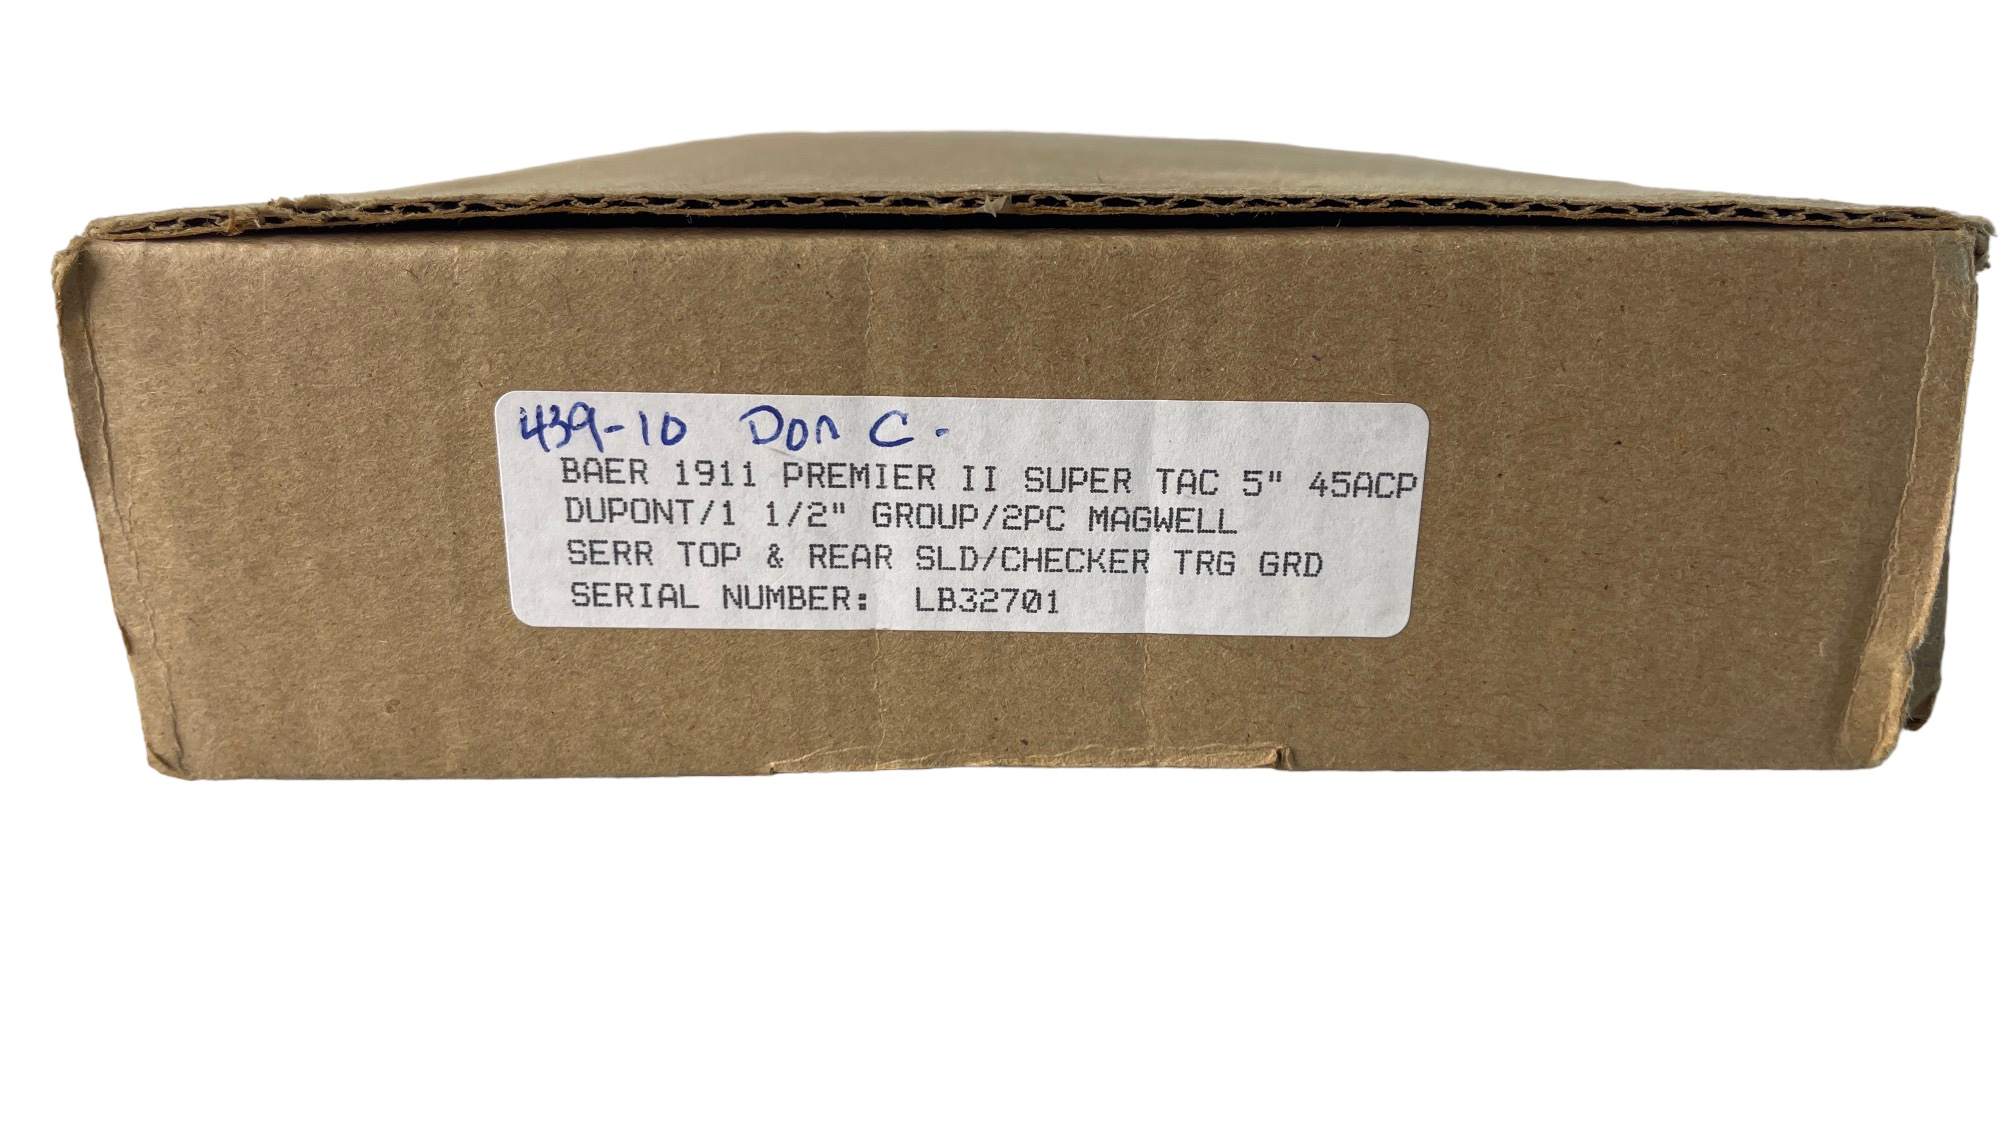 439-10 Don C.
BAER 1911 PREMIER II SUPER TAC 5" 45ACP
DUPONT/1 1/2" GROUP/2PC MAGWELL
SERR TOP & REAR SLD/CHECKER TRG GRD
SERIAL NUMBER: LB32701